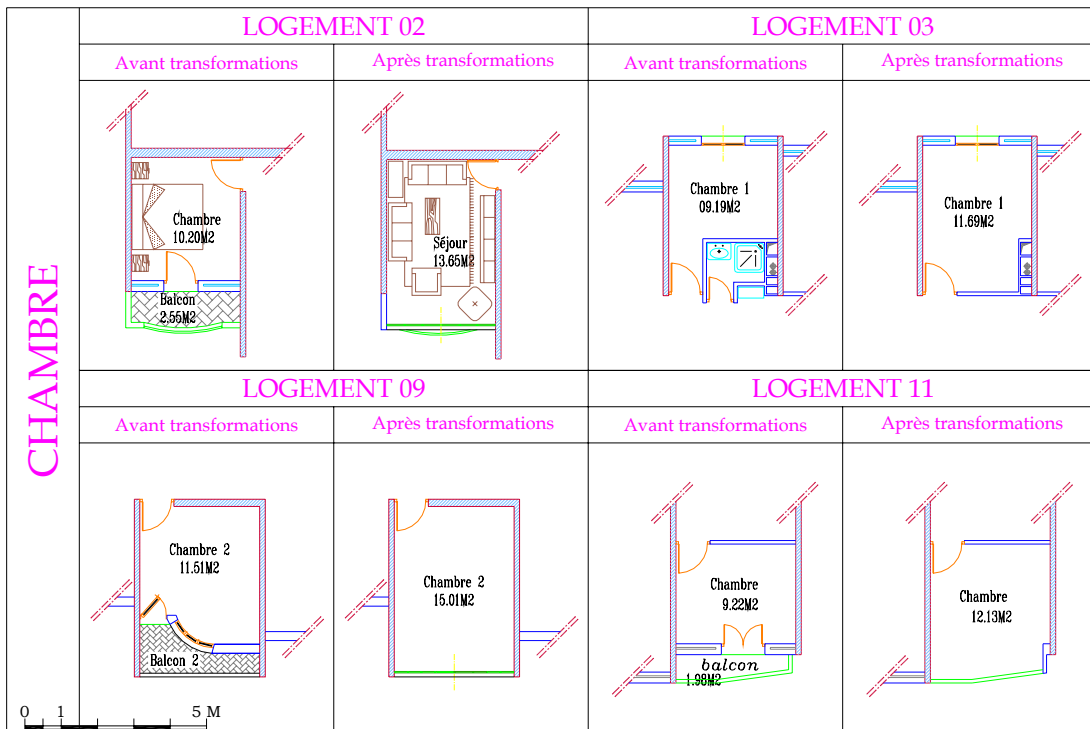 CHAMBRE
LOGEMENT 02
Avant transformations
Après transformations
Chambre
10.20M2
Balcon
2.55M2
Séjour
13.65M2
LOGEMENT 03
Avant transformations
Après transformations
Chambre 1
09.19M2
Chambre 1
11.69M2
LOGEMENT 09
Avant transformations
Après transformations
Chambre 2
11.51M2
Balcon 2
Chambre 2
15.01M2
LOGEMENT 11
Avant transformations
Après transformations
Chambre
9.22M2
balcon
1.98M2
Chambre
12.13M2
0 1 5 M